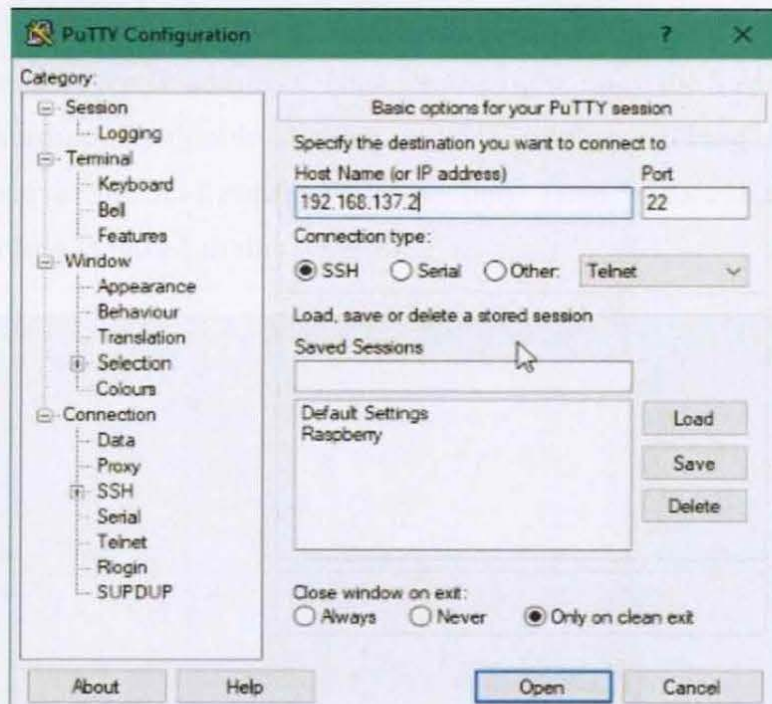 PuTTY Configuration
? ×
Category:
Session
Logging
Terminal
Keyboard
Bell
Features
Window
Appearance
Behaviour
Translation
Selection
Colours
Connection
Data
Proxy
SSH
Serial
Telnet
Rlogin
SUPDUP
Basic options for your PuTTY session
Specify the destination you want to connect to
Host Name (or IP address) Port
192.168.137.2 22
Connection type:
SSH Serial Other: Telnet
Load, save or delete a stored session
Saved Sessions
Default Settings
Raspberry
Load
Save
Delete
Close window on exit:
Always Never Only on clean exit
About Help Open Cancel